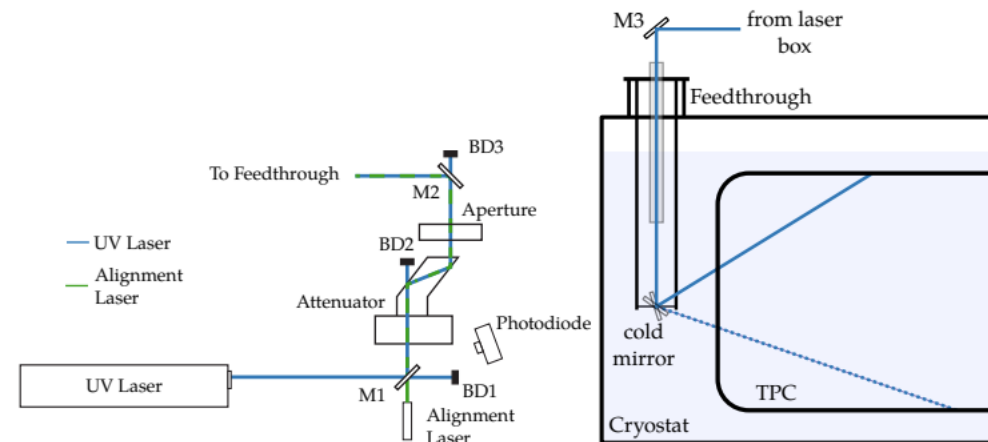 M3
from laser
box
Feedthrough
BD3
To Feedthrough
M2
Aperture
BD2
UV Laser
Alignment
Laser
Attenuator
Photodiode
cold
mirror
UV Laser
M1
BD1
Alignment
Laser
TPC
Cryostat